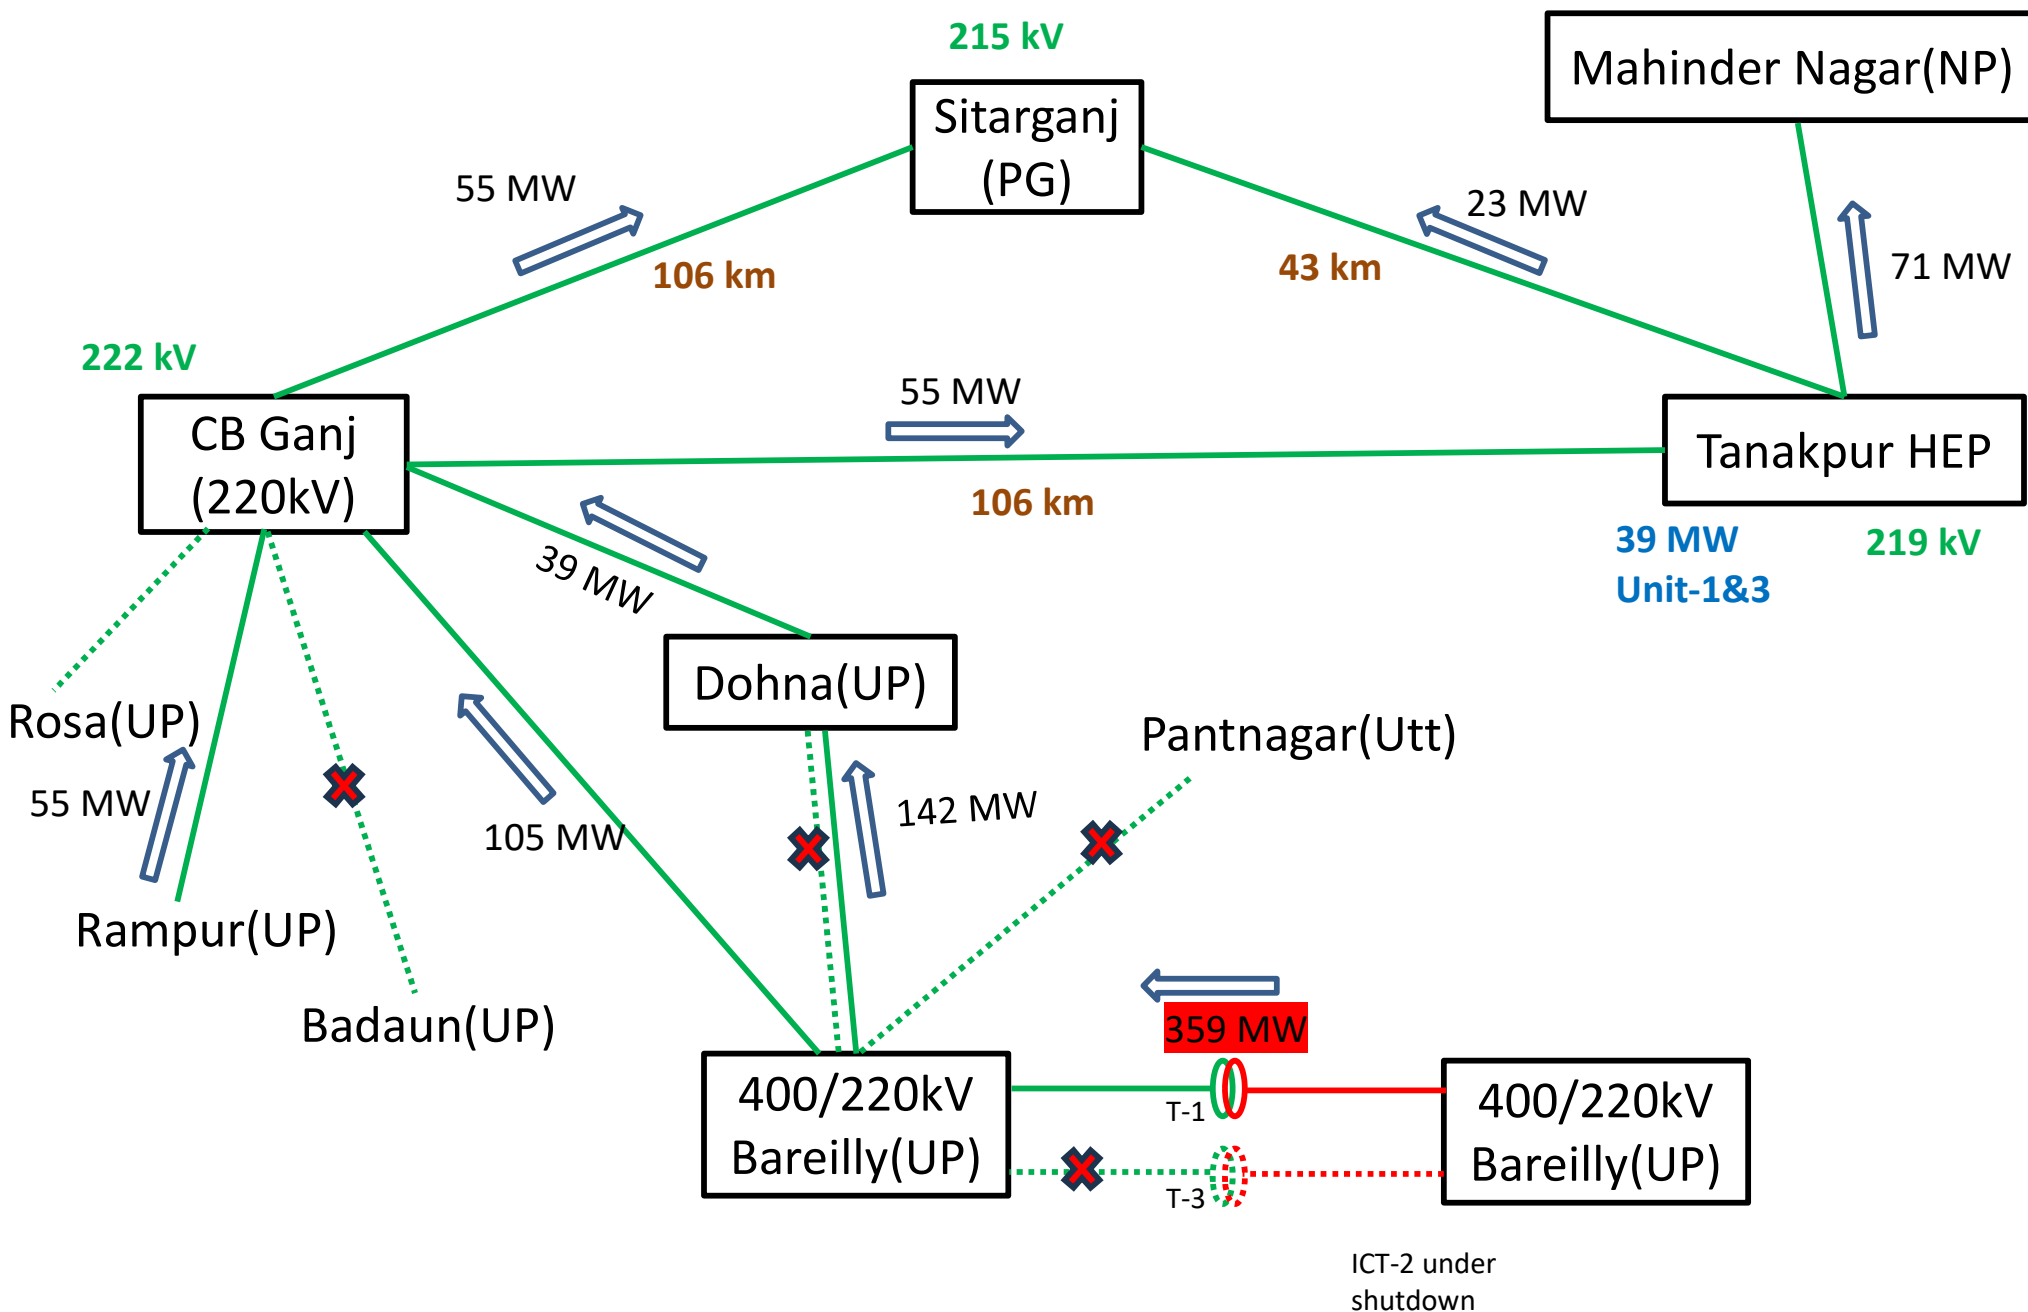 215 kV
Mahinder Nagar(NP)
Sitarganj
(PG)
55 MW
23 MW
106 km
43 km
71 MW
222 kV
55 MW
CB Ganj
(220kV)
Tanakpur HEP
106 km
39 MW
Unit-1&3
219 kV
39 MW
Dohna(UP)
Rosa(UP)
Pantnagar(Utt)
55 MW
105 MW
142 MW
Rampur(UP)
Badaun(UP)
359 MW
400/220kV
Bareilly(UP)
T-1
T-3
400/220kV
Bareilly(UP)
ICT-2 under
shutdown